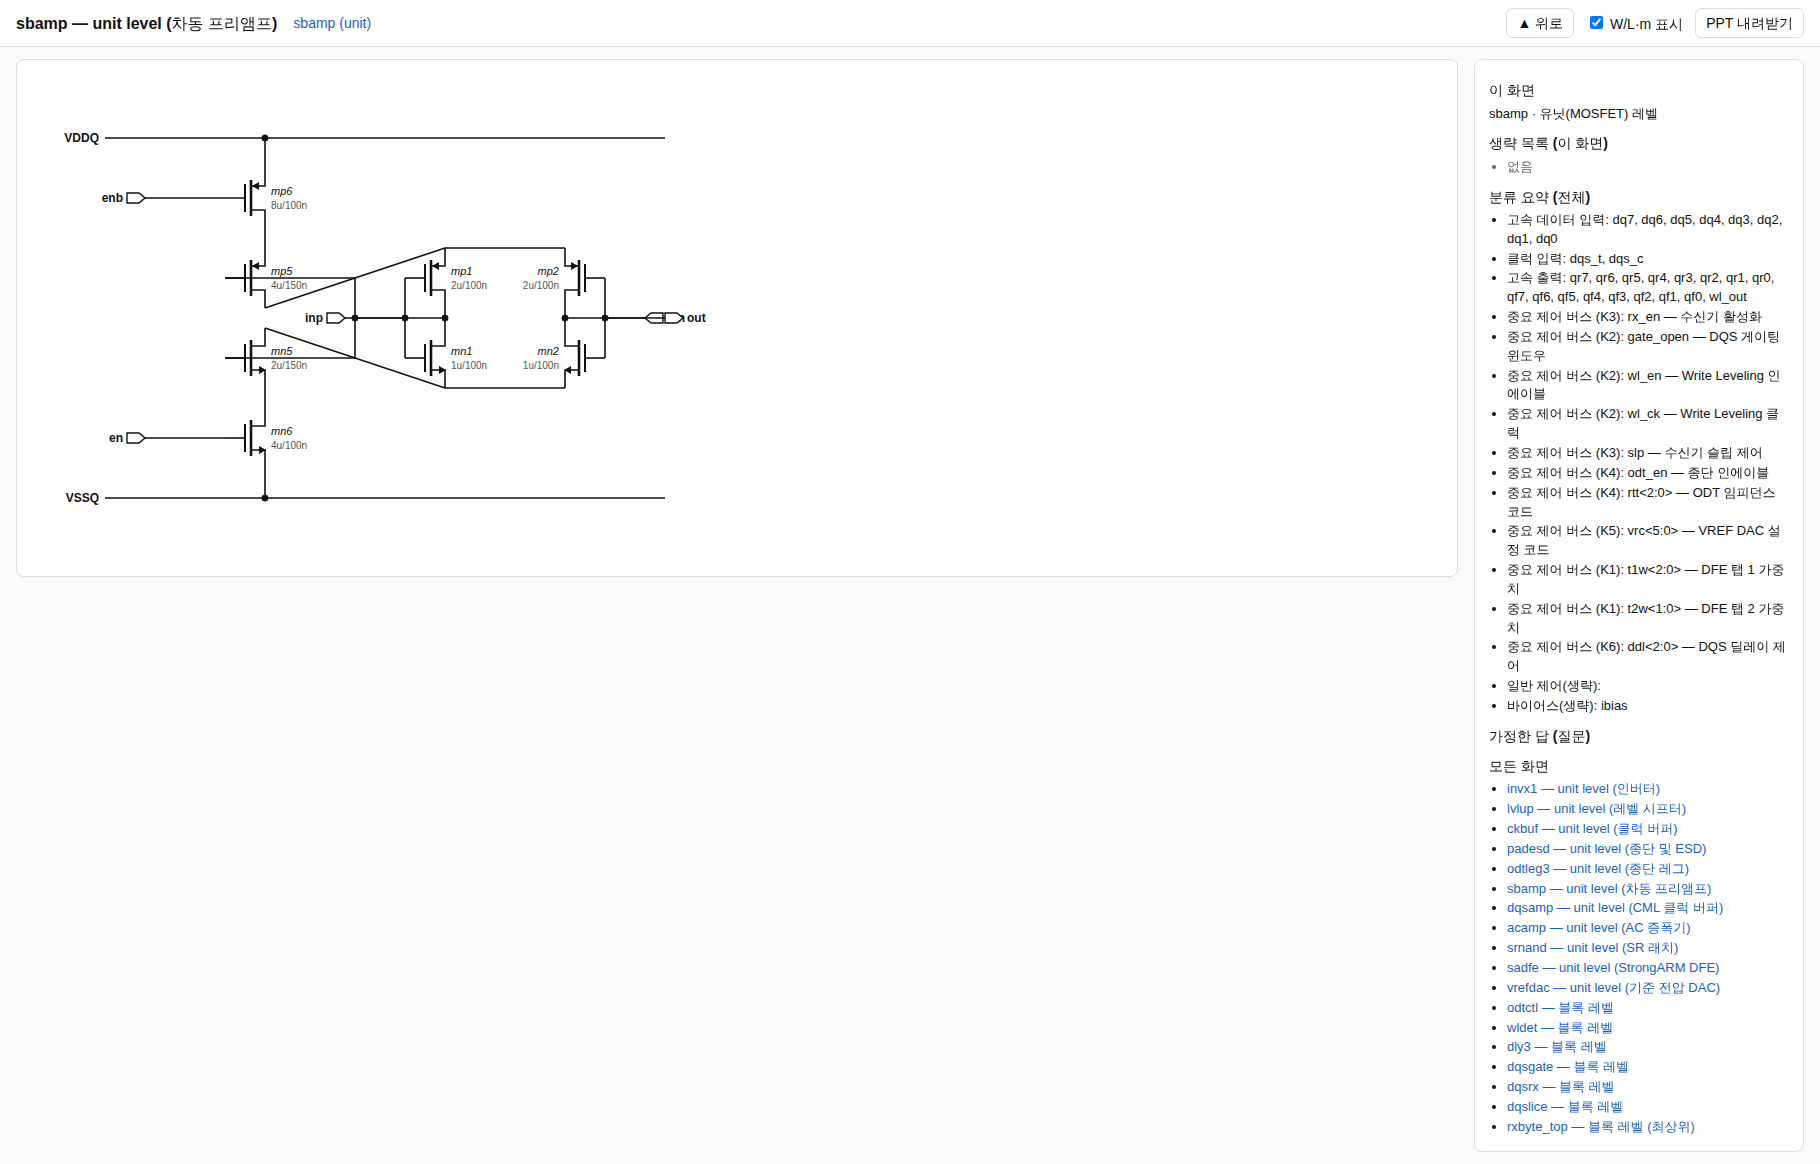 sbamp — unit level (차동 프리앰프) sbamp (unit) ▲ 위로 W/L·m 표시 PPT 내려받기
VDDQ
enb
mp6
8u/100n
mp5
4u/150n
mp1
2u/100n
mp2
2u/100n
inp
out
mn5
2u/150n
mn1
1u/100n
mn2
1u/100n
en
mn6
4u/100n
VSSQ
이 화면
sbamp · 유닛(MOSFET) 레벨
생략 목록 (이 화면)
없음
분류 요약 (전체)
고속 데이터 입력: dq7, dq6, dq5, dq4, dq3, dq2,
dq1, dq0
클럭 입력: dqs_t, dqs_c
고속 출력: qr7, qr6, qr5, qr4, qr3, qr2, qr1, qr0,
qf7, qf6, qf5, qf4, qf3, qf2, qf1, qf0, wl_out
중요 제어 버스 (K3): rx_en — 수신기 활성화
중요 제어 버스 (K2): gate_open — DQS 게이팅
윈도우
중요 제어 버스 (K2): wl_en — Write Leveling 인
에이블
중요 제어 버스 (K2): wl_ck — Write Leveling 클
럭
중요 제어 버스 (K3): slp — 수신기 슬립 제어
중요 제어 버스 (K4): odt_en — 종단 인에이블
중요 제어 버스 (K4): rtt<2:0> — ODT 임피던스
코드
중요 제어 버스 (K5): vrc<5:0> — VREF DAC 설
정 코드
중요 제어 버스 (K1): t1w<2:0> — DFE 탭 1 가중
치
중요 제어 버스 (K1): t2w<1:0> — DFE 탭 2 가중
치
중요 제어 버스 (K6): ddl<2:0> — DQS 딜레이 제
어
일반 제어(생략):
바이어스(생략): ibias
가정한 답 (질문)
모든 화면
invx1 — unit level (인버터)
lvlup — unit level (레벨 시프터)
ckbuf — unit level (클럭 버퍼)
padesd — unit level (종단 및 ESD)
odtleg3 — unit level (종단 레그)
sbamp — unit level (차동 프리앰프)
dqsamp — unit level (CML 클럭 버퍼)
acamp — unit level (AC 증폭기)
srnand — unit level (SR 래치)
sadfe — unit level (StrongARM DFE)
vrefdac — unit level (기준 전압 DAC)
odtctl — 블록 레벨
wldet — 블록 레벨
dly3 — 블록 레벨
dqsgate — 블록 레벨
dqsrx — 블록 레벨
dqslice — 블록 레벨
rxbyte_top — 블록 레벨 (최상위)